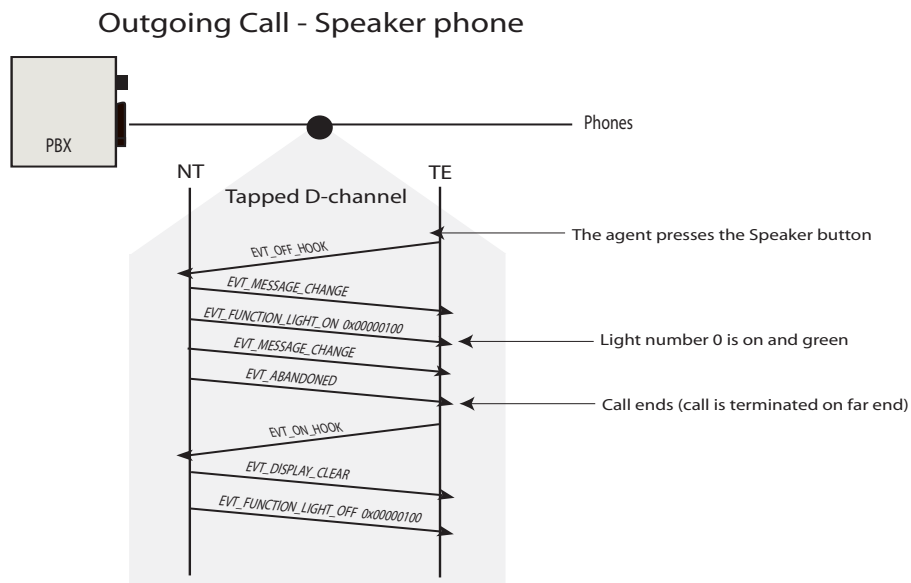 Outgoing Call - Speaker phone
PBX
Phones
NT
TE
Tapped D-channel
The agent presses the Speaker button
EVT_OFF_HOOK
EVT_MESSAGE_CHANGE
EVT_FUNCTION_LIGHT_ON 0x00000100
Light number 0 is on and green
EVT_MESSAGE_CHANGE
EVT_ABANDONED
Call ends (call is terminated on far end)
EVT_ON_HOOK
EVT_DISPLAY_CLEAR
EVT_FUNCTION_LIGHT_OFF 0x00000100